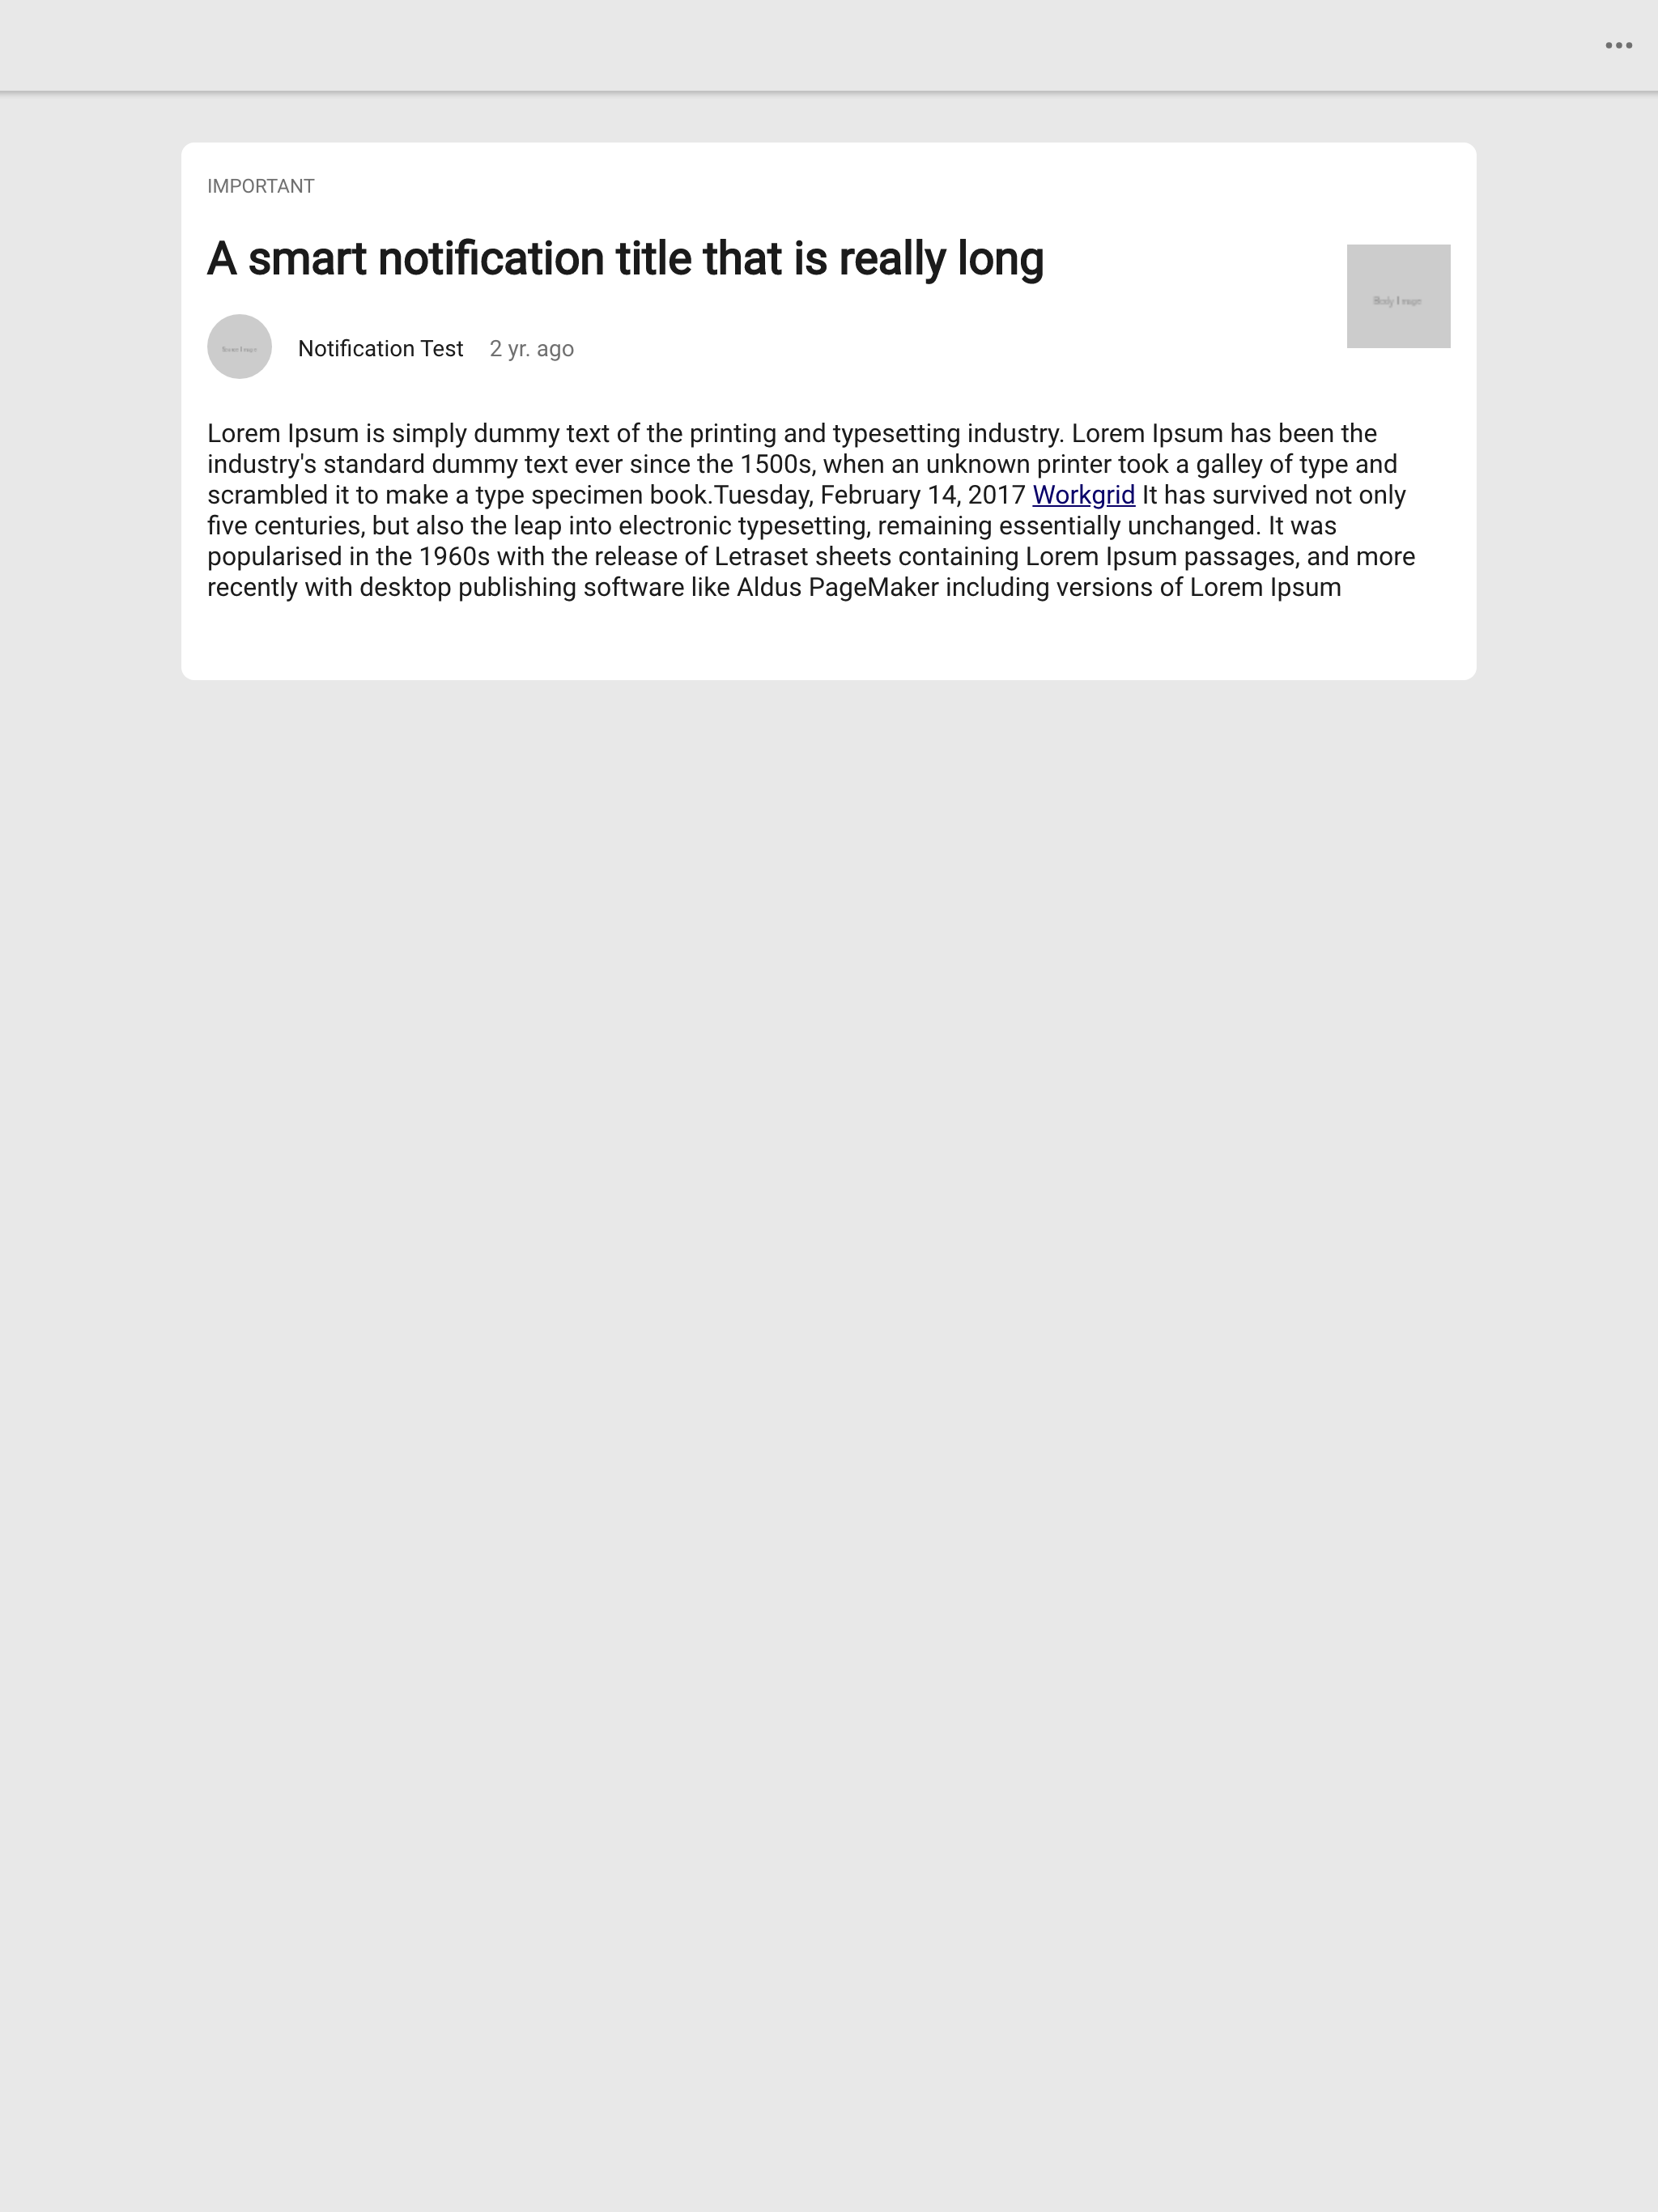 IMPORTANT
A smart notification title that is really long
Body Image
Notification Test 2 yr. ago
Lorem Ipsum is simply dummy text of the printing and typesetting industry. Lorem Ipsum has been the
industry's standard dummy text ever since the 1500s, when an unknown printer took a galley of type and
scrambled it to make a type specimen book.Tuesday, February 14, 2017 Workgrid It has survived not only
five centuries, but also the leap into electronic typesetting, remaining essentially unchanged. It was
popularised in the 1960s with the release of Letraset sheets containing Lorem Ipsum passages, and more
recently with desktop publishing software like Aldus PageMaker including versions of Lorem Ipsum